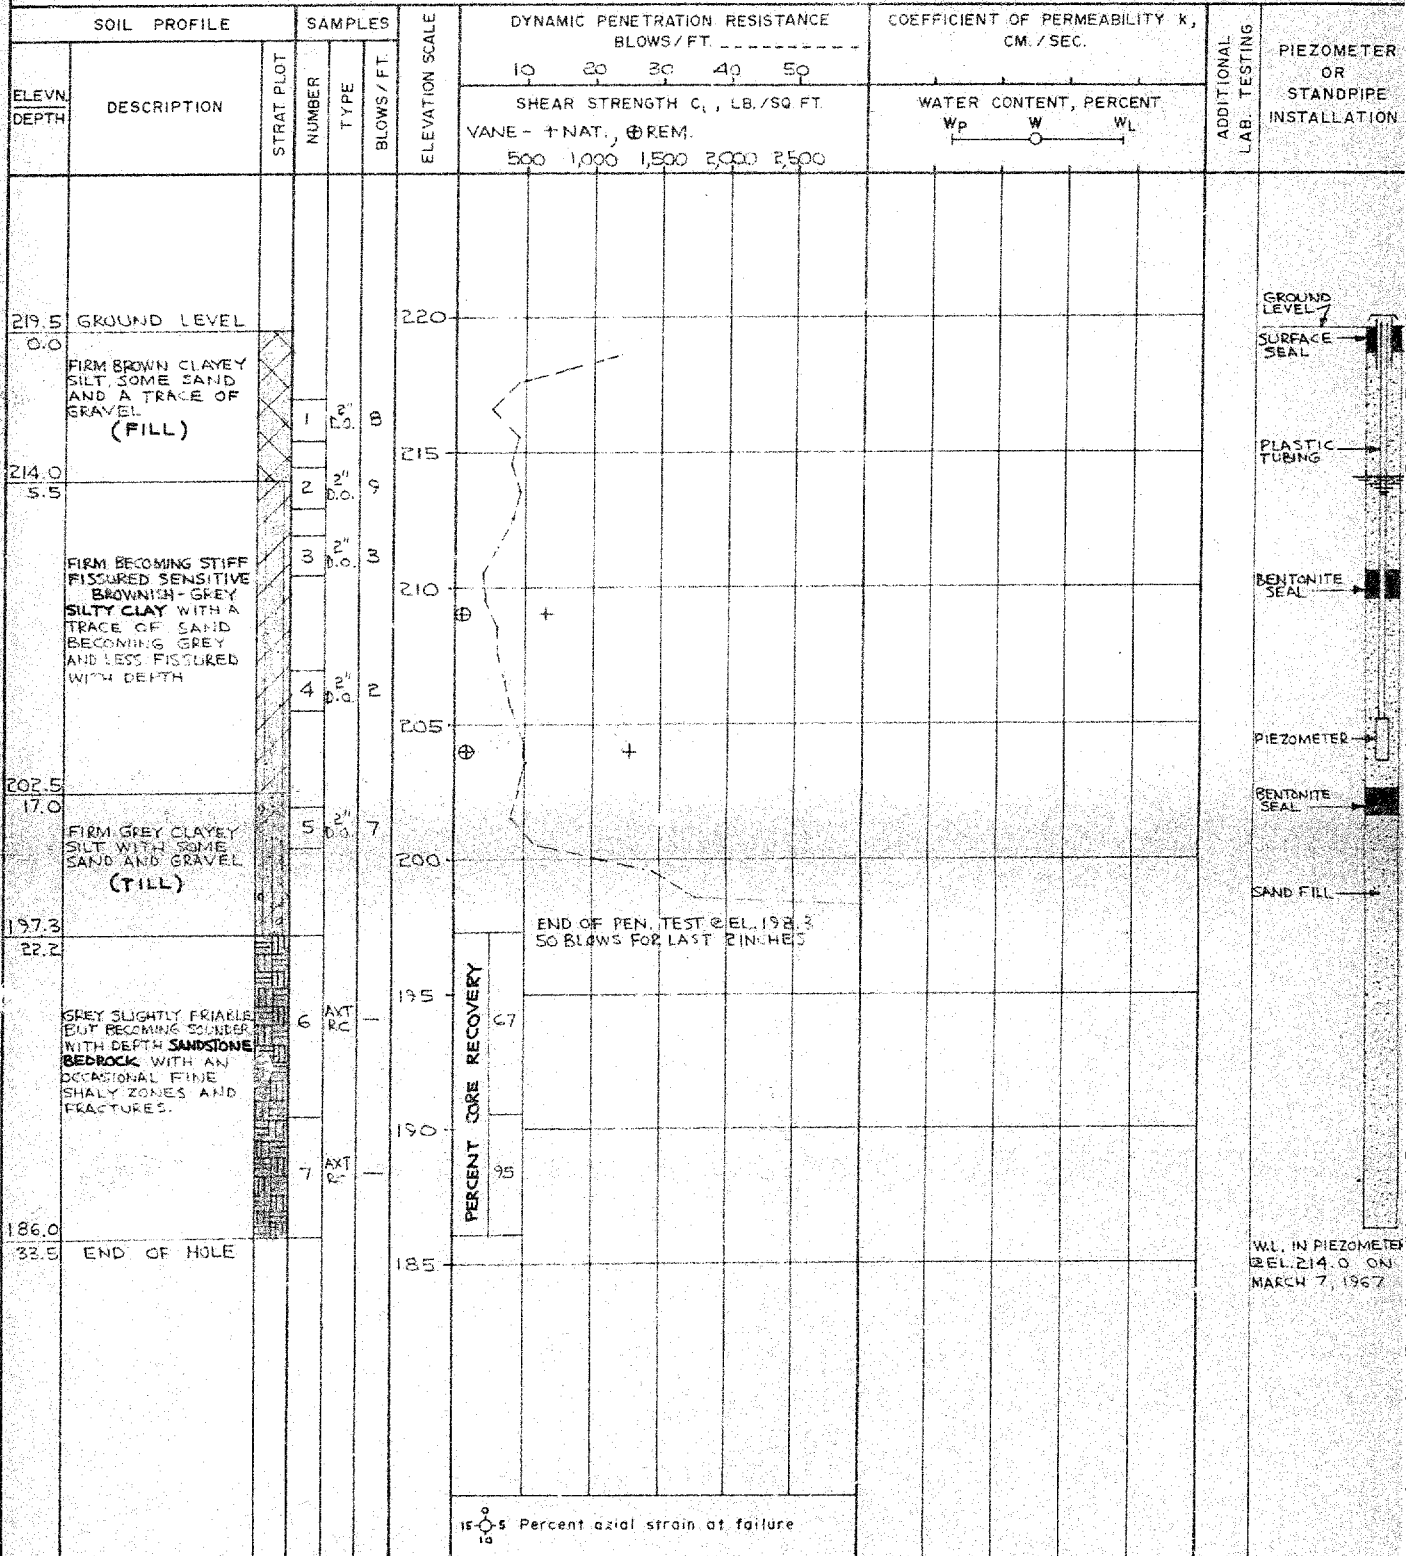 SOIL PROFILE
SAMPLES
ELEVATION SCALE
DYNAMIC PENETRATION RESISTANCE
BLOWS/FT.
10 20 30 40 50
COEFFICIENT OF PERMEABILITY K,
CM./SEC.
ADDITIONAL
LAB. TESTING
PIEZOMETER
OR
STANDPIPE
INSTALLATION
ELEVN.
DEPTH
DESCRIPTION
STRAT PLOT
NUMBER
TYPE
BLOWS/FT.
SHEAR STRENGTH C, , LB./SQ.FT.
VANE - + NAT., ⊕ REM.
500 1,000 1,500 2,000 2,500
WATER CONTENT, PERCENT
WP W WL
219.5 GROUND LEVEL
0.0
FIRM BROWN CLAYEY
SILT, SOME SAND
AND A TRACE OF
GRAVEL
(FILL)
214.0
5.5
FIRM BECOMING STIFF
FISSURED SENSITIVE
BROWNISH-GREY
SILTY CLAY WITH A
TRACE OF SAND
BECOMING GREY
AND LESS FISSURED
WITH DEPTH
202.5
17.0
FIRM GREY CLAYEY
SILT WITH SOME
SAND AND GRAVEL
(TILL)
197.3
22.2
GREY SLIGHTLY FRIABLE
BUT BECOMING SOUNDER
WITH DEPTH SANDSTONE
BEDROCK WITH AN
OCCASIONAL FINE
SHALY ZONES AND
FRACTURES.
186.0
33.5 END OF HOLE
1 2" D.O. 8
2 2" D.O. 9
3 2" D.O. 3
4 2" D.O. 2
5 2" D.O. 7
6 AXT RC —
7 AXT —
220
215
210
205
200
195
190
185
END OF PEN. TEST @ EL. 198.3
50 BLOWS FOR LAST 2 INCHES
PERCENT CORE RECOVERY
67
95
GROUND
LEVEL
SURFACE
SEAL
PLASTIC
TUBING
BENTONITE
SEAL
PIEZOMETER
BENTONITE
SEAL
SAND FILL
W.L. IN PIEZOMETER
@ EL. 214.0 ON
MARCH 7, 1967
0
15 5 Percent axial strain at failure
10